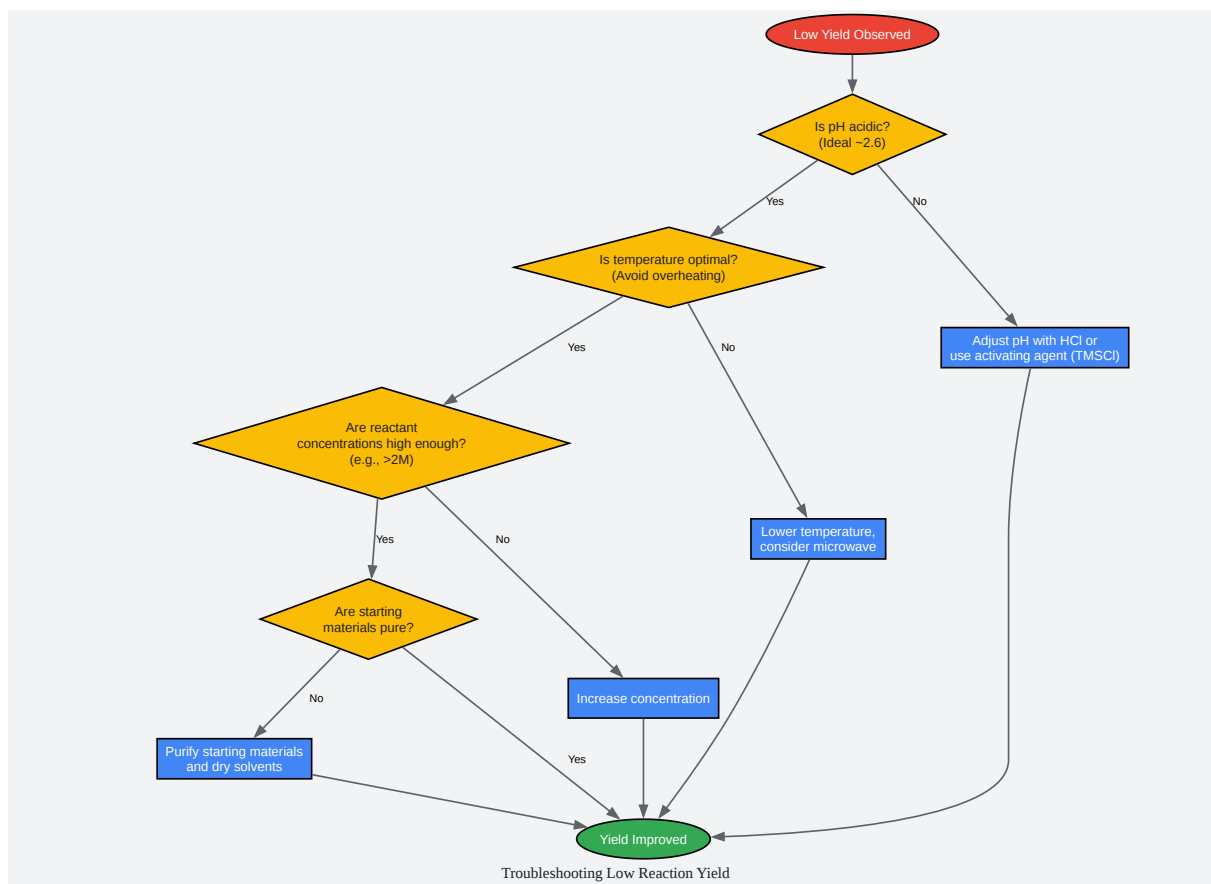 Low Yield Observed
Is pH acidic?
(Ideal ~2.6)
Yes
No
Is temperature optimal?
(Avoid overheating)
Yes
No
Adjust pH with HCl or
use activating agent (TMSCl)
Are reactant
concentrations high enough?
(e.g., >2M)
Yes
No
Lower temperature,
consider microwave
Are starting
materials pure?
No
Increase concentration
Purify starting materials
and dry solvents
Yes
Yield Improved
Troubleshooting Low Reaction Yield